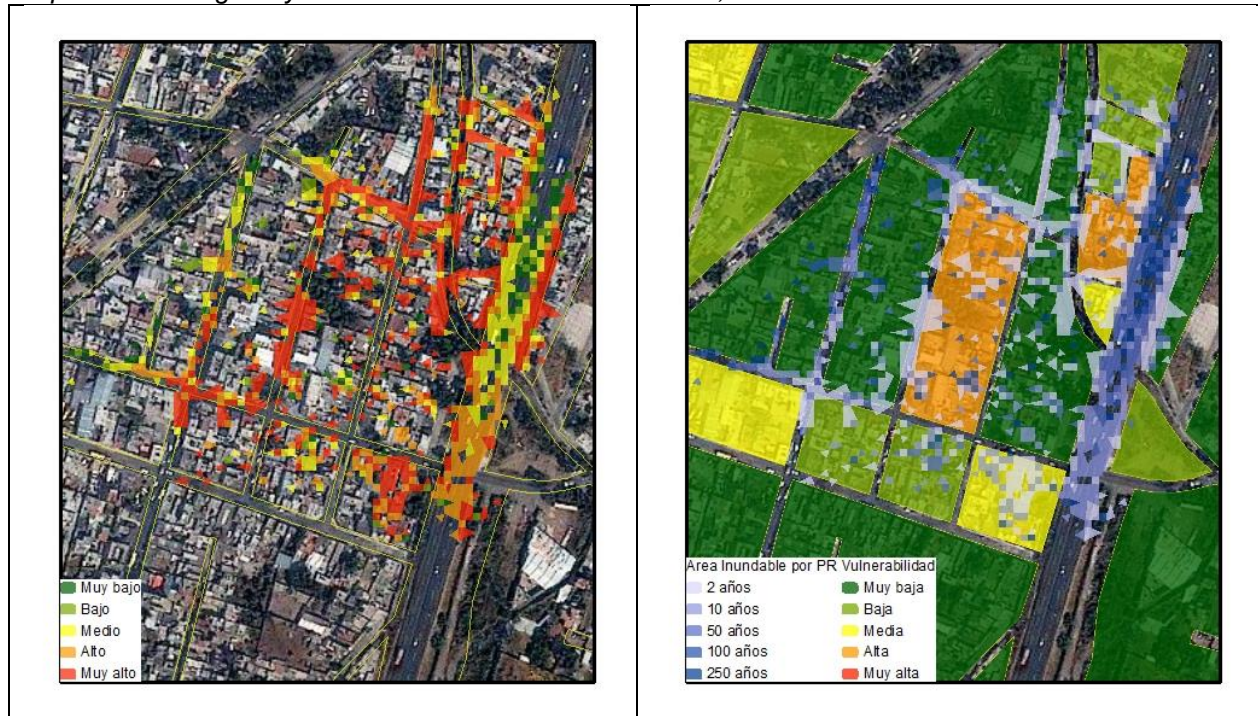 Muy bajo
Bajo
Medio
Alto
Muy alto
Area Inundable por PR Vulnerabilidad
2 años Muy baja
10 años Baja
50 años Media
100 años Alta
250 años Muy alta